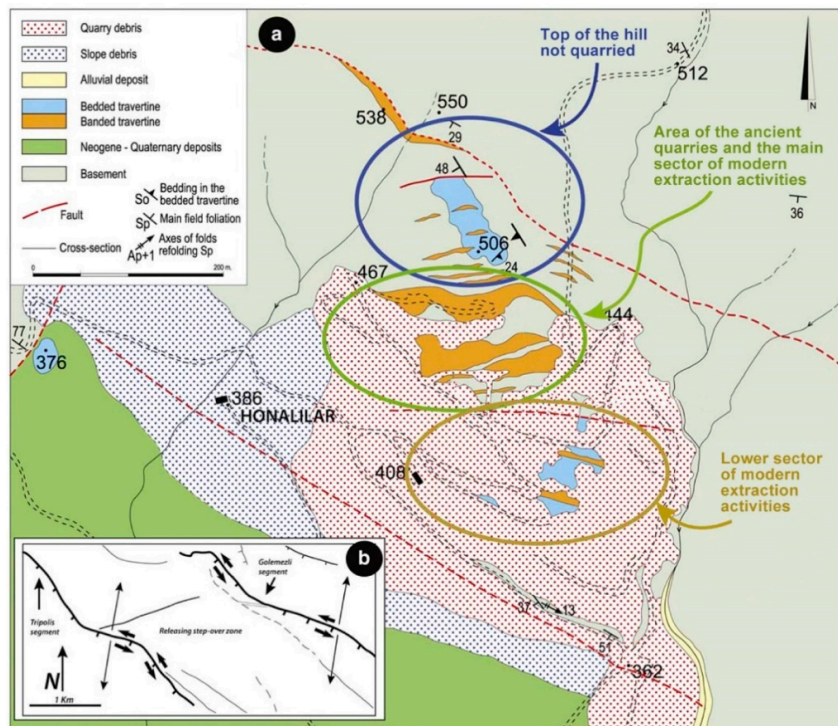 Quarry debris
Slope debris
Alluvial deposit
Bedded travertine
Banded travertine
Neogene - Quaternary deposits
Basement
So Bedding in the
bedded travertine
Sp Main field foliation
Fault
Cross-section
Ap+1 Axes of folds
refolding Sp
0 200 m.
a
Top of the hill
not quarried
34
512
N
550
538
29
Area of the ancient
quarries and the main
sector of modern
extraction activities
48
36
506
24
467
444
77
376
386
HONALILAR
408
Lower sector
of modern
extraction
activities
37
13
51
362
b
Golemezli
segment
Tripolis
segment
Releasing step-over zone
N
1 Km